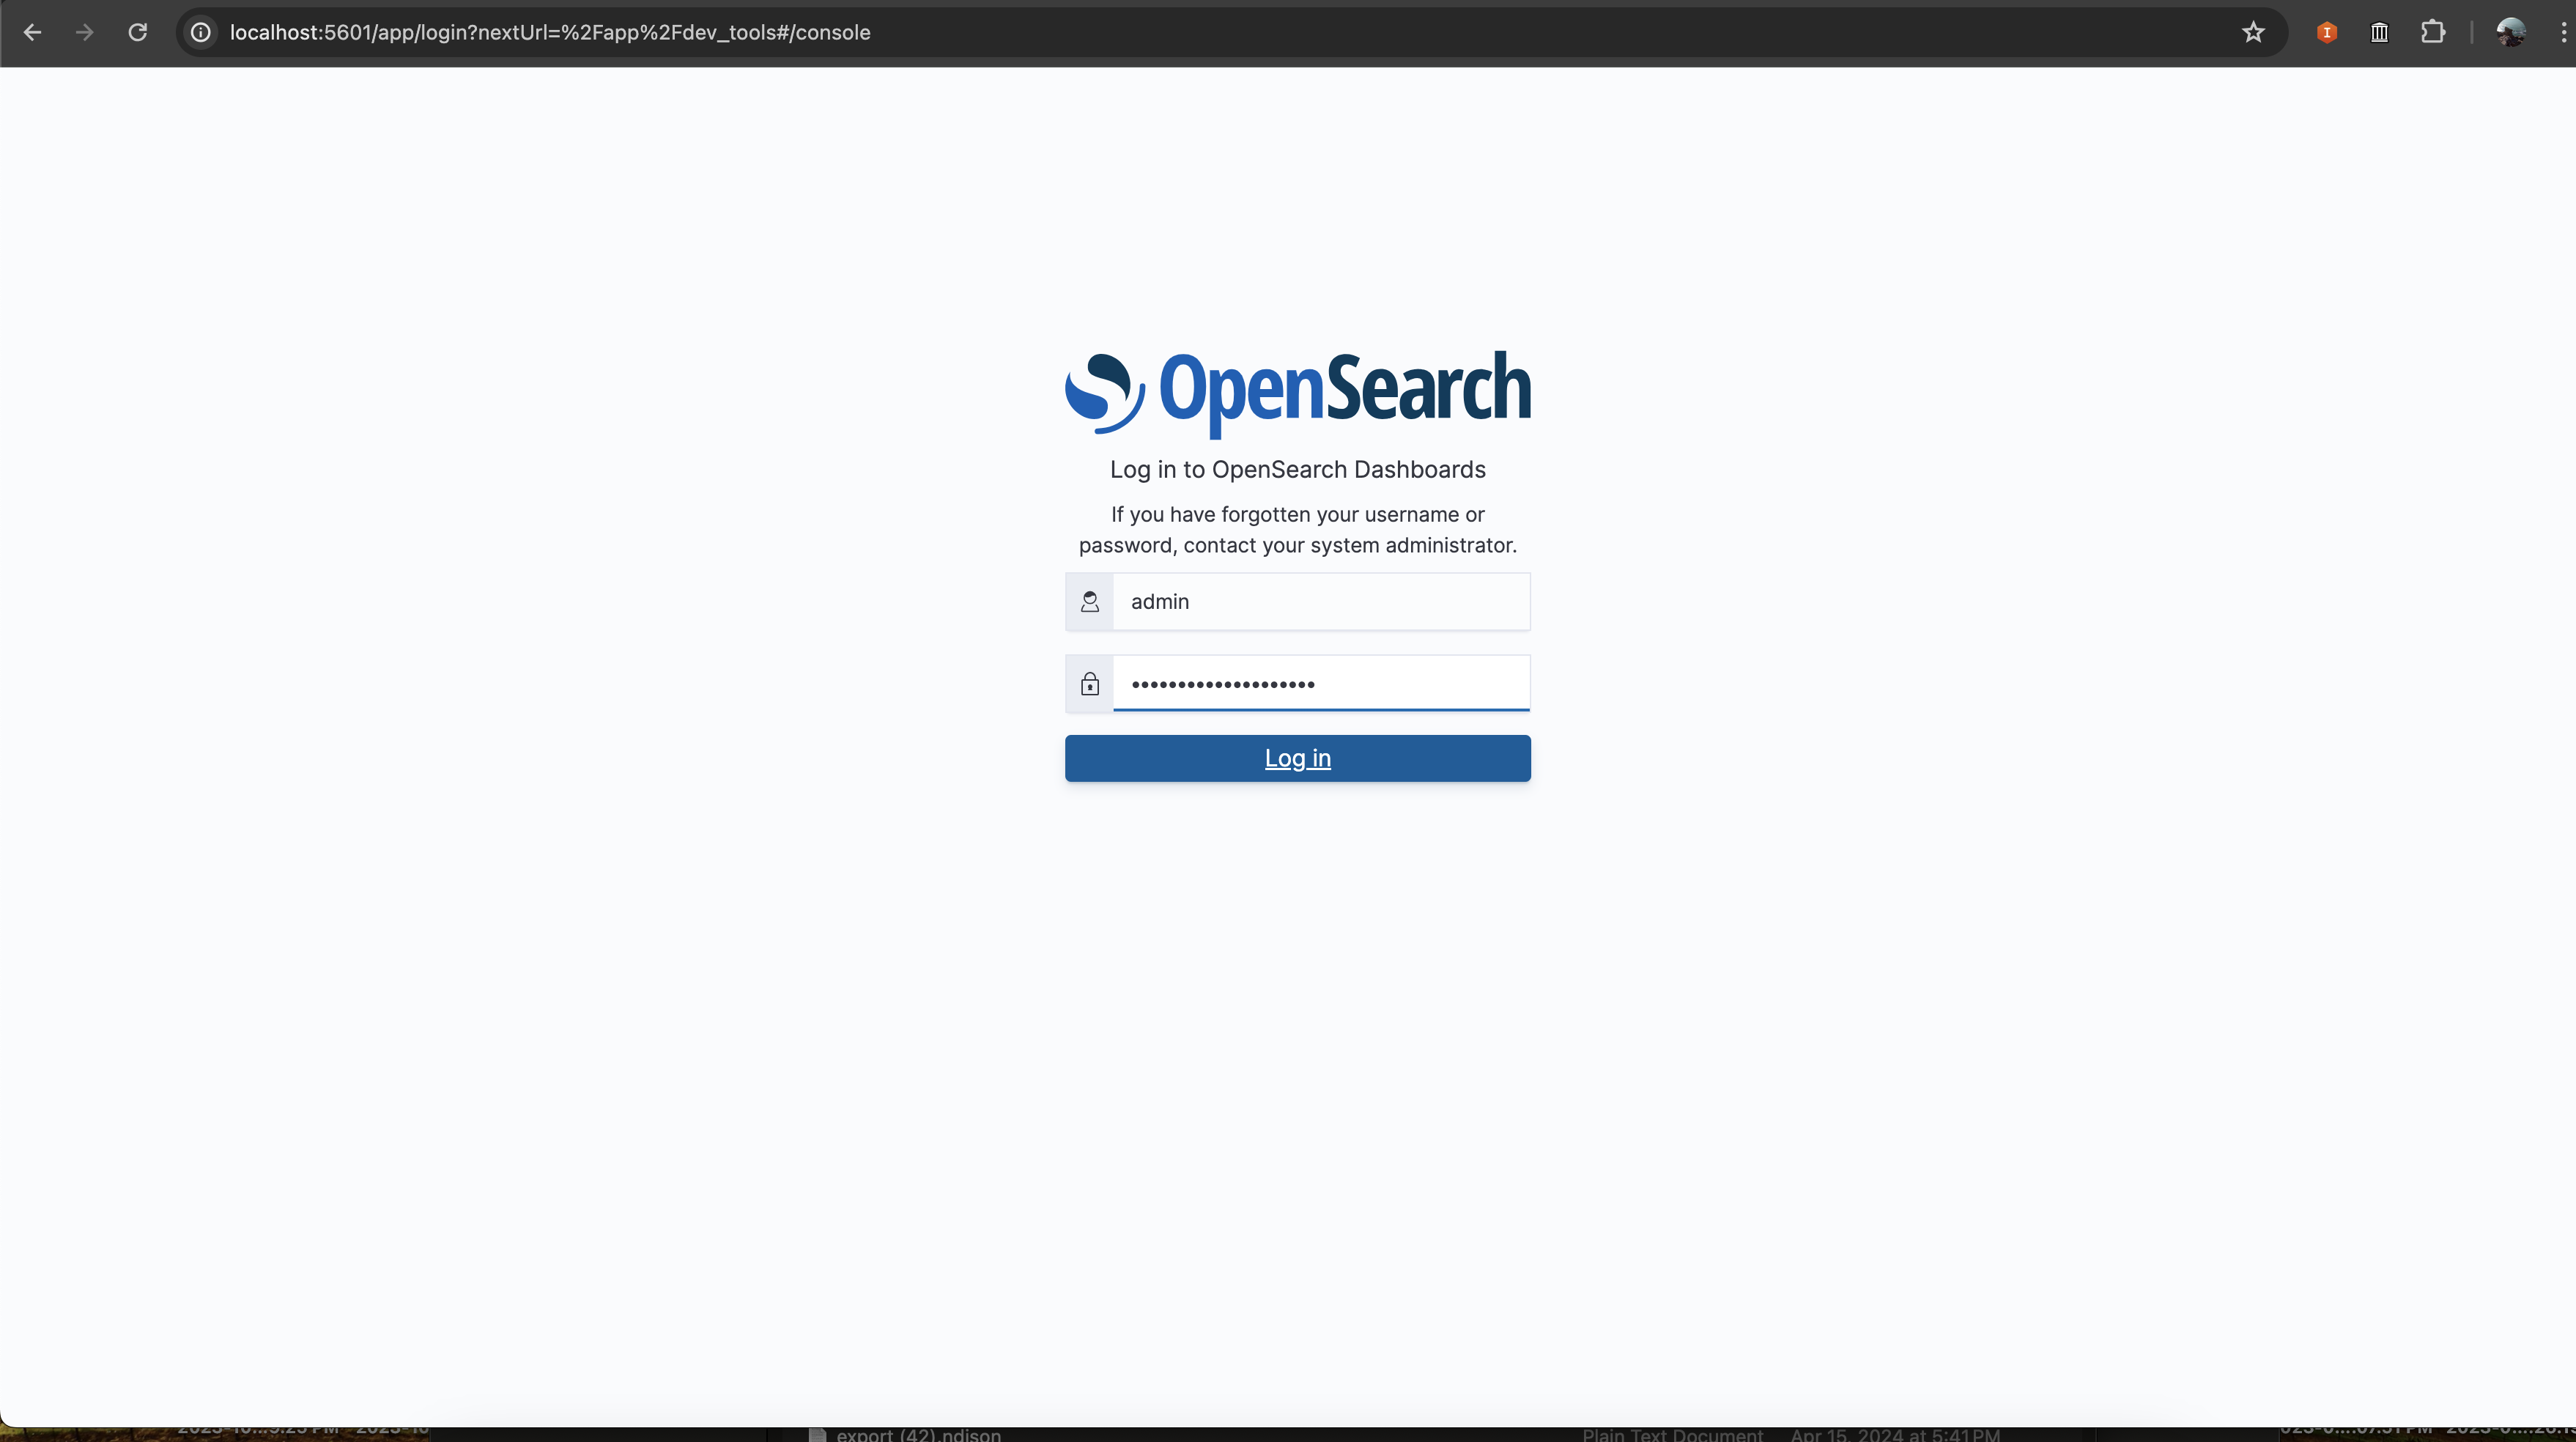 localhost:5601/app/login?nextUrl=%2Fapp%2Fdev_tools#/console
OpenSearch
Log in to OpenSearch Dashboards
If you have forgotten your username or
password, contact your system administrator.
admin
••••••••••••••••••••
Log in
export (42).ndjson Plain Text Document Apr 15, 2024 at 5:41 PM